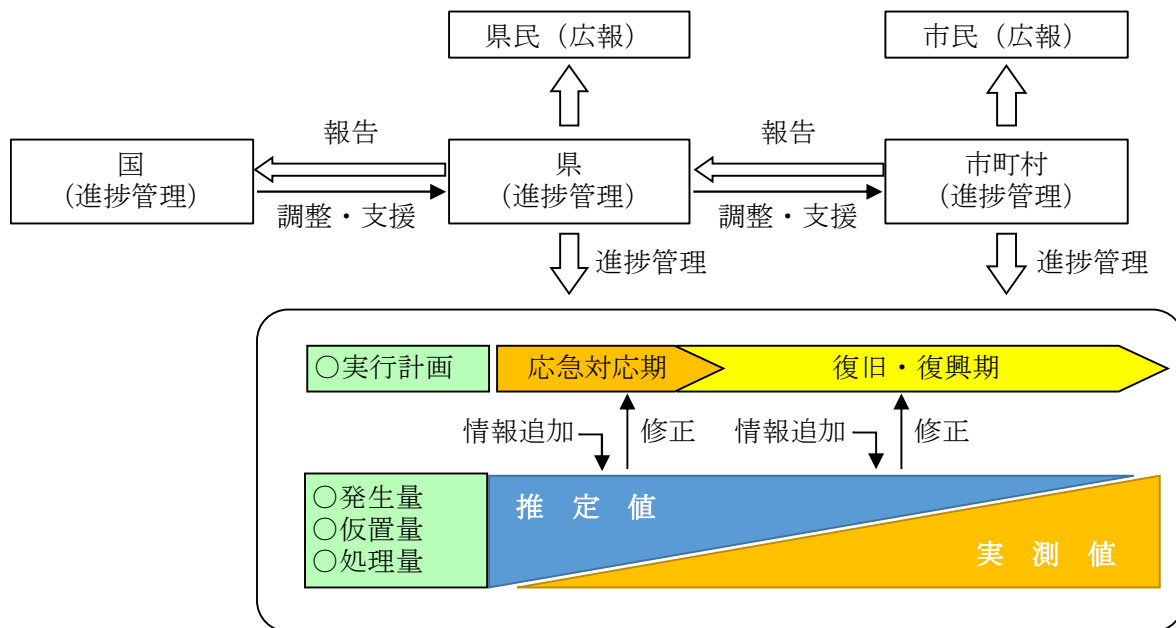 県民（広報）
市民（広報）
報告
報告
国
(進捗管理)
県
(進捗管理)
市町村
(進捗管理)
調整・支援
調整・支援
進捗管理
進捗管理
○実行計画
応急対応期
復旧・復興期
情報追加
修正
情報追加
修正
○発生量
○仮置量
○処理量
推 定 値
実 測 値